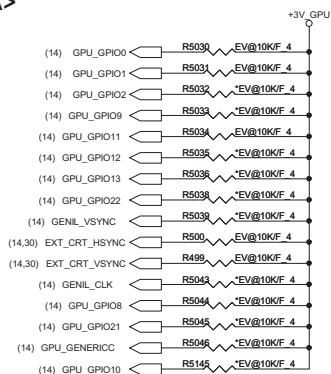 +3V_GPU
(14) GPU_GPIO0 R5030 EV@10K/F_4
(14) GPU_GPIO1 R5031 EV@10K/F_4
(14) GPU_GPIO2 R5032 *EV@10K/F_4
(14) GPU_GPIO9 R5033 *EV@10K/F_4
(14) GPU_GPIO11 R5034 EV@10K/F_4
(14) GPU_GPIO12 R5035 *EV@10K/F_4
(14) GPU_GPIO13 R5036 *EV@10K/F_4
(14) GPU_GPIO22 R5038 *EV@10K/F_4
(14) GENIL_VSYNC R5039 *EV@10K/F_4
(14,30) EXT_CRT_HSYNC R500 EV@10K/F_4
(14,30) EXT_CRT_VSYNC R499 EV@10K/F_4
(14) GENIL_CLK R5043 *EV@10K/F_4
(14) GPU_GPIO8 R5044 *EV@10K/F_4
(14) GPU_GPIO21 R5045 *EV@10K/F_4
(14) GPU_GENERICC R5046 *EV@10K/F_4
(14) GPU_GPIO10 R5145 *EV@10K/F_4